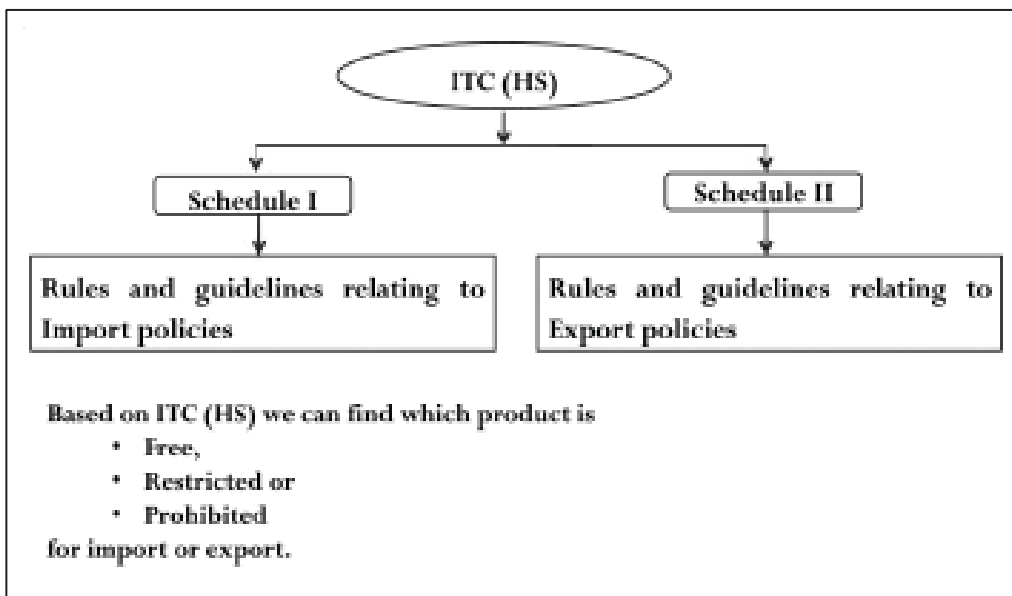 ITC (HS)
Schedule I
Schedule II
Rules and guidelines relating to
Import policies
Rules and guidelines relating to
Export policies
Based on ITC (HS) we can find which product is
• Free,
• Restricted or
• Prohibited
for import or export.